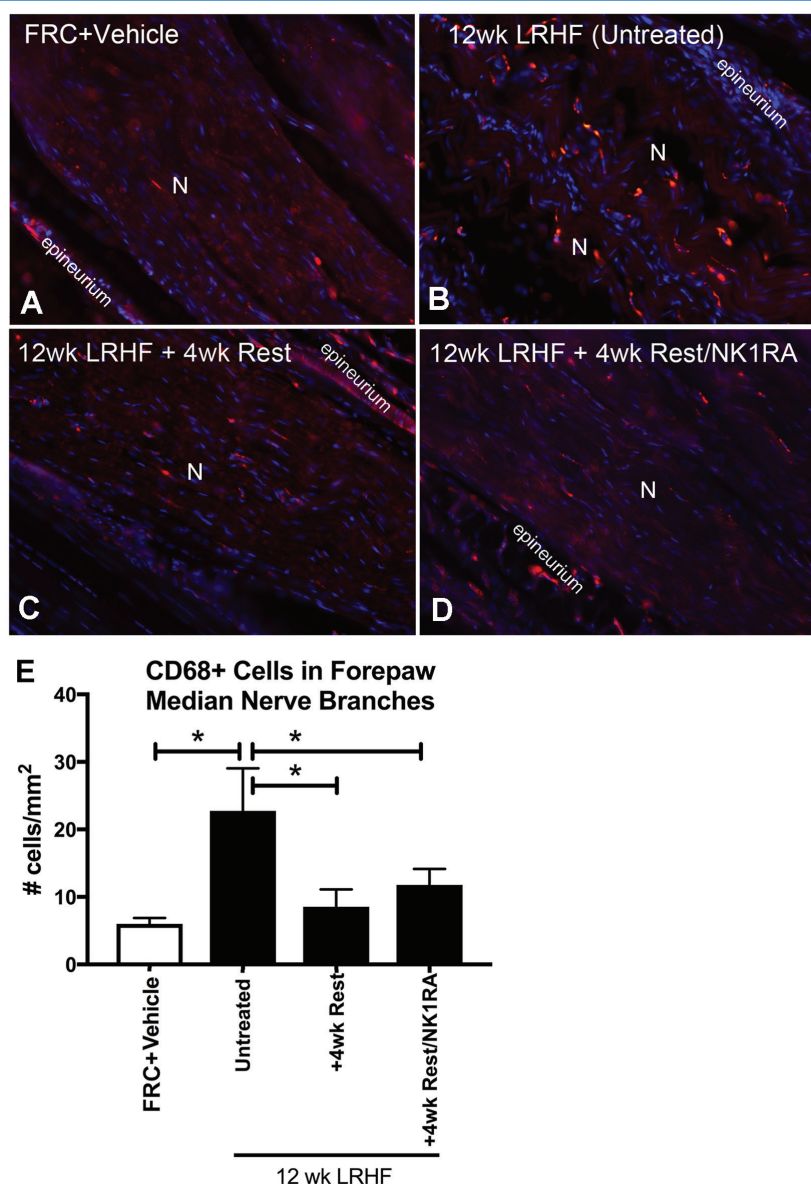 FRC+Vehicle
N
epineurium
A
12wk LRHF (Untreated)
epineurium
N
N
B
12wk LRHF + 4wk Rest
epineurium
N
C
12wk LRHF + 4wk Rest/NK1RA
N
epineurium
D
E
CD68+ Cells in Forepaw
Median Nerve Branches
# cells/mm²
40
30
20
10
0
*
*
*
FRC+Vehicle
Untreated
+4wk Rest
+4wk Rest/NK1RA
12 wk LRHF